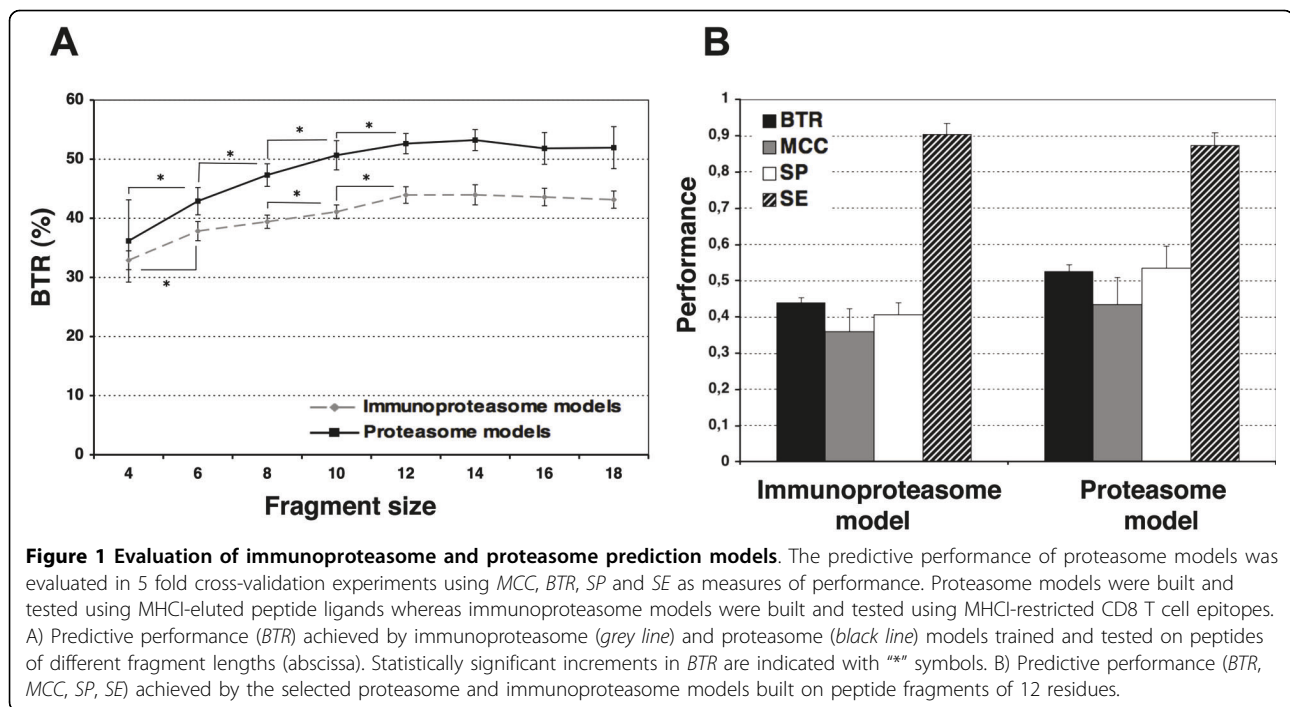 A
B
60
50
40
30
20
10
0
BTR (%)
*
*
*
*
*
*
*
Immunoproteasome models
Proteasome models
4 6 8 10 12 14 16 18
Fragment size
1
0,9
0,8
0,7
0,6
0,5
0,4
0,3
0,2
0,1
0
Performance
BTR
MCC
SP
SE
Immunoproteasome model
Proteasome model
Figure 1 Evaluation of immunoproteasome and proteasome prediction models. The predictive performance of proteasome models was
evaluated in 5 fold cross-validation experiments using MCC, BTR, SP and SE as measures of performance. Proteasome models were built and
tested using MHCI-eluted peptide ligands whereas immunoproteasome models were built and tested using MHCI-restricted CD8 T cell epitopes.
A) Predictive performance (BTR) achieved by immunoproteasome (grey line) and proteasome (black line) models trained and tested on peptides
of different fragment lengths (abscissa). Statistically significant increments in BTR are indicated with “*” symbols. B) Predictive performance (BTR,
MCC, SP, SE) achieved by the selected proteasome and immunoproteasome models built on peptide fragments of 12 residues.